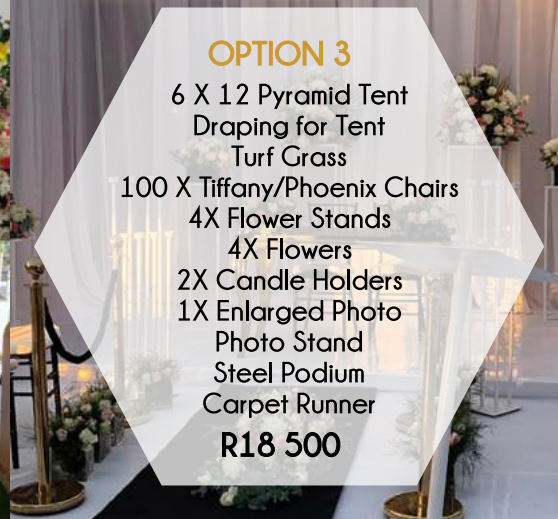 OPTION 3
6 X 12 Pyramid Tent
Draping for Tent
Turf Grass
100 X Tiffany/Phoenix Chairs
4X Flower Stands
4X Flowers
2X Candle Holders
1X Enlarged Photo
Photo Stand
Steel Podium
Carpet Runner
R18 500